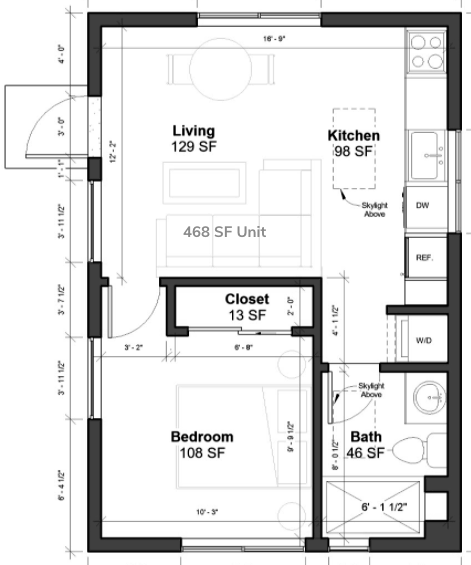 16' - 9"
4' - 0"
3' - 0"
1' - 1"
12' - 2"
Living
129 SF
Kitchen
98 SF
Skylight
Above
DW
3' - 11 1/2"
468 SF Unit
REF.
3' - 7 1/2"
Closet
13 SF
2' - 0"
4' - 1 1/2"
W/D
3' - 2"
6' - 8"
3' - 11 1/2"
Skylight
Above
Bedroom
108 SF
9' - 9 1/2"
Bath
46 SF
8' - 0 1/2"
6' - 4 1/2"
10' - 3"
6' - 1 1/2"